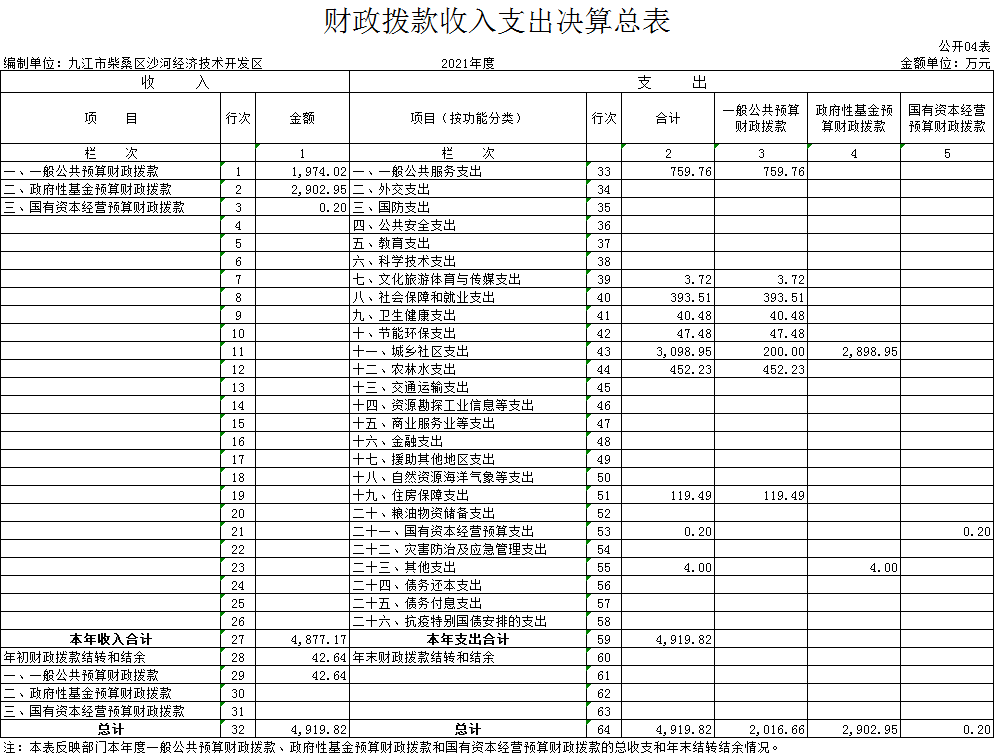 财政拨款收入支出决算总表
公开04表
编制单位：九江市柴桑区沙河经济技术开发区 2021年度 金额单位：万元
收 入 支 出
项 目 行次 金额 项目（按功能分类） 行次 合计 一般公共预算财政拨款 政府性基金预算财政拨款 国有资本经营预算财政拨款
栏 次 1 栏 次 2 3 4 5
一、一般公共预算财政拨款 1 1,974.02 一、一般公共服务支出 33 759.76 759.76
二、政府性基金预算财政拨款 2 2,902.95 二、外交支出 34
三、国有资本经营预算财政拨款 3 0.20 三、国防支出 35
4 四、公共安全支出 36
5 五、教育支出 37
6 六、科学技术支出 38
7 七、文化旅游体育与传媒支出 39 3.72 3.72
8 八、社会保障和就业支出 40 393.51 393.51
9 九、卫生健康支出 41 40.48 40.48
10 十、节能环保支出 42 47.48 47.48
11 十一、城乡社区支出 43 3,098.95 200.00 2,898.95
12 十二、农林水支出 44 452.23 452.23
13 十三、交通运输支出 45
14 十四、资源勘探工业信息等支出 46
15 十五、商业服务业等支出 47
16 十六、金融支出 48
17 十七、援助其他地区支出 49
18 十八、自然资源海洋气象等支出 50
19 十九、住房保障支出 51 119.49 119.49
20 二十、粮油物资储备支出 52
21 二十一、国有资本经营预算支出 53 0.20 0.20
22 二十二、灾害防治及应急管理支出 54
23 二十三、其他支出 55 4.00 4.00
24 二十四、债务还本支出 56
25 二十五、债务付息支出 57
26 二十六、抗疫特别国债安排的支出 58
本年收入合计 27 4,877.17 本年支出合计 59 4,919.82
年初财政拨款结转和结余 28 42.64 年末财政拨款结转和结余 60
一、一般公共预算财政拨款 29 42.64 61
二、政府性基金预算财政拨款 30 62
三、国有资本经营预算财政拨款 31 63
总计 32 4,919.82 总计 64 4,919.82 2,016.66 2,902.95 0.20
注：本表反映部门本年度一般公共预算财政拨款、政府性基金预算财政拨款和国有资本经营预算财政拨款的总收支和年末结转结余情况。